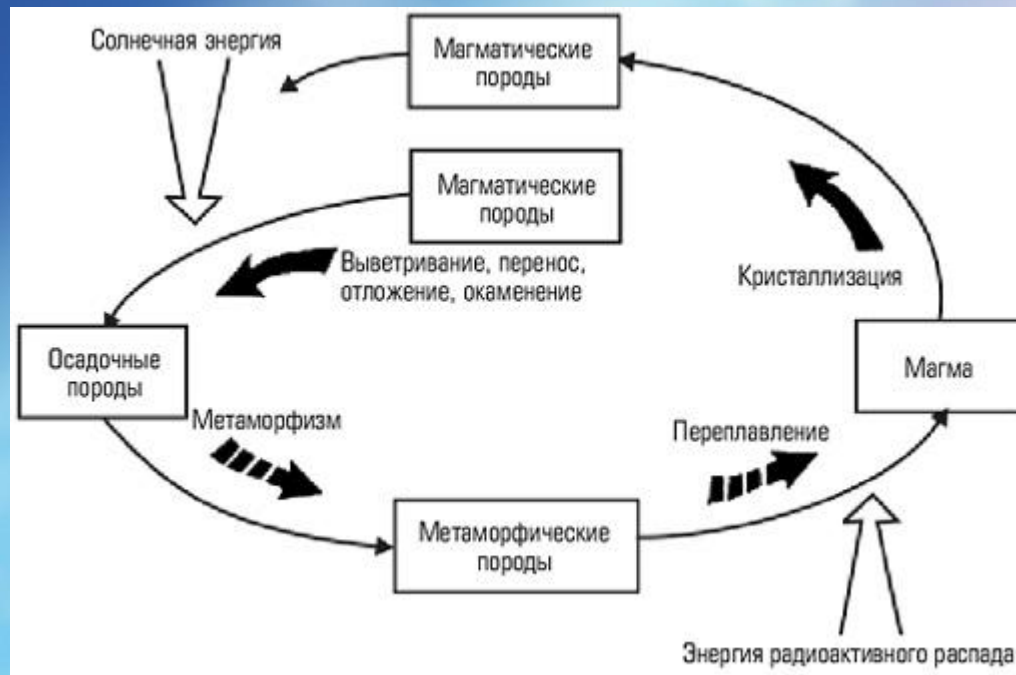 Солнечная энергия
Магматические
породы
Магматические
породы
Выветривание, перенос,
отложение, окаменение
Кристаллизация
Осадочные
породы
Магма
Метаморфизм
Переплавление
Метаморфические
породы
Энергия радиоактивного распада